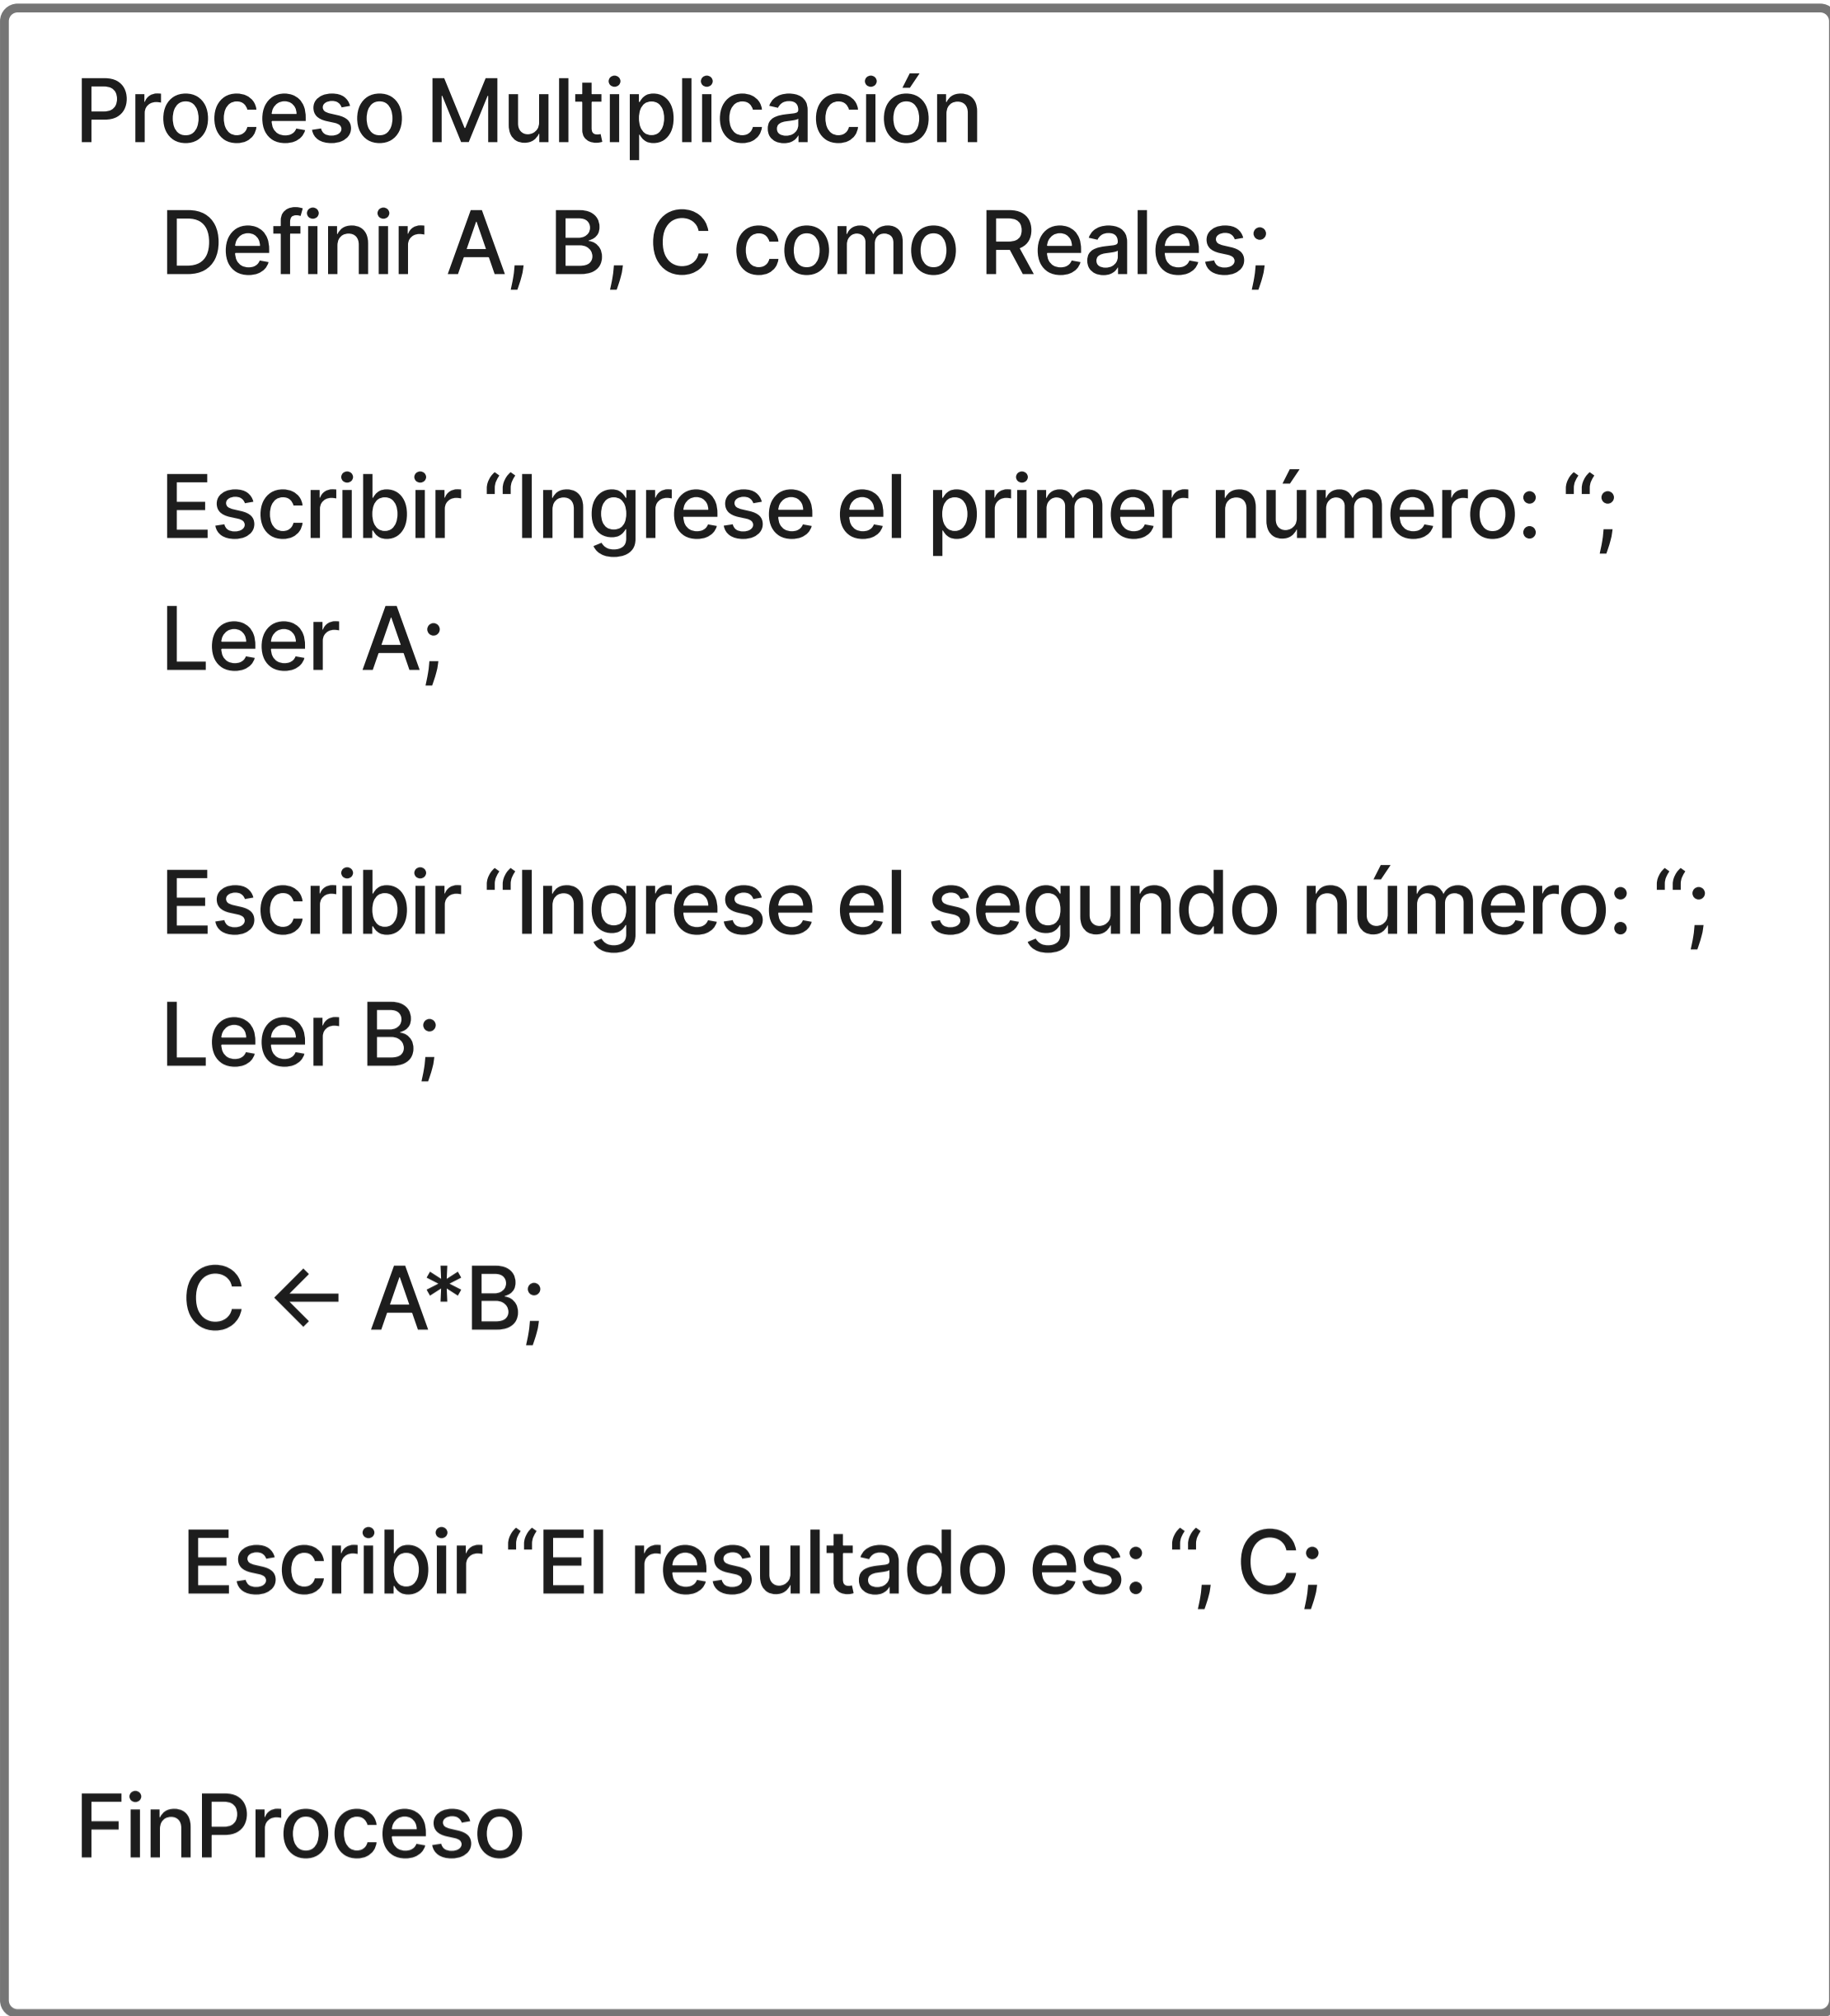 Proceso Multiplicación
Definir A, B, C como Reales;
Escribir “Ingrese el primer número: “;
Leer A;
Escribir “Ingrese el segundo número: “;
Leer B;
C ← A*B;
Escribir “El resultado es: “, C;
FinProceso